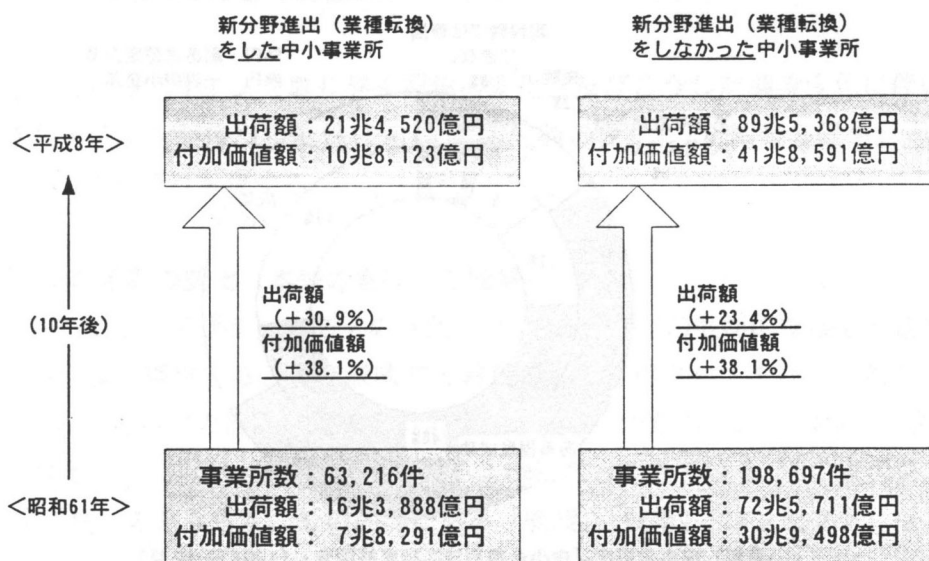 新分野進出（業種転換）
をした中小事業所
新分野進出（業種転換）
をしなかった中小事業所
＜平成8年＞
出荷額：21兆4,520億円
付加価値額：10兆8,123億円
出荷額：89兆5,368億円
付加価値額：41兆8,591億円
(10年後)
出荷額
（＋30.9%）
付加価値額
（＋38.1%）
出荷額
（＋23.4%）
付加価値額
（＋38.1%）
＜昭和61年＞
事業所数：63,216件
出荷額：16兆3,888億円
付加価値額：7兆8,291億円
事業所数：198,697件
出荷額：72兆5,711億円
付加価値額：30兆9,498億円